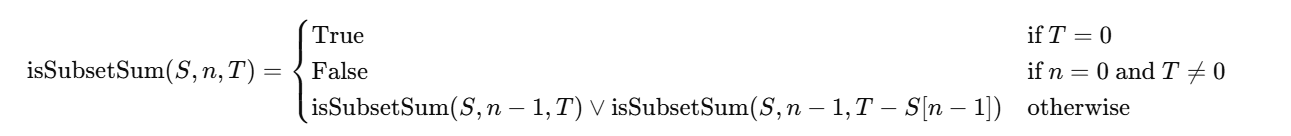 True if T = 0
isSubsetSum(S, n, T) = { False if n = 0 and T ≠ 0
isSubsetSum(S, n − 1, T) ∨ isSubsetSum(S, n − 1, T − S[n − 1]) otherwise